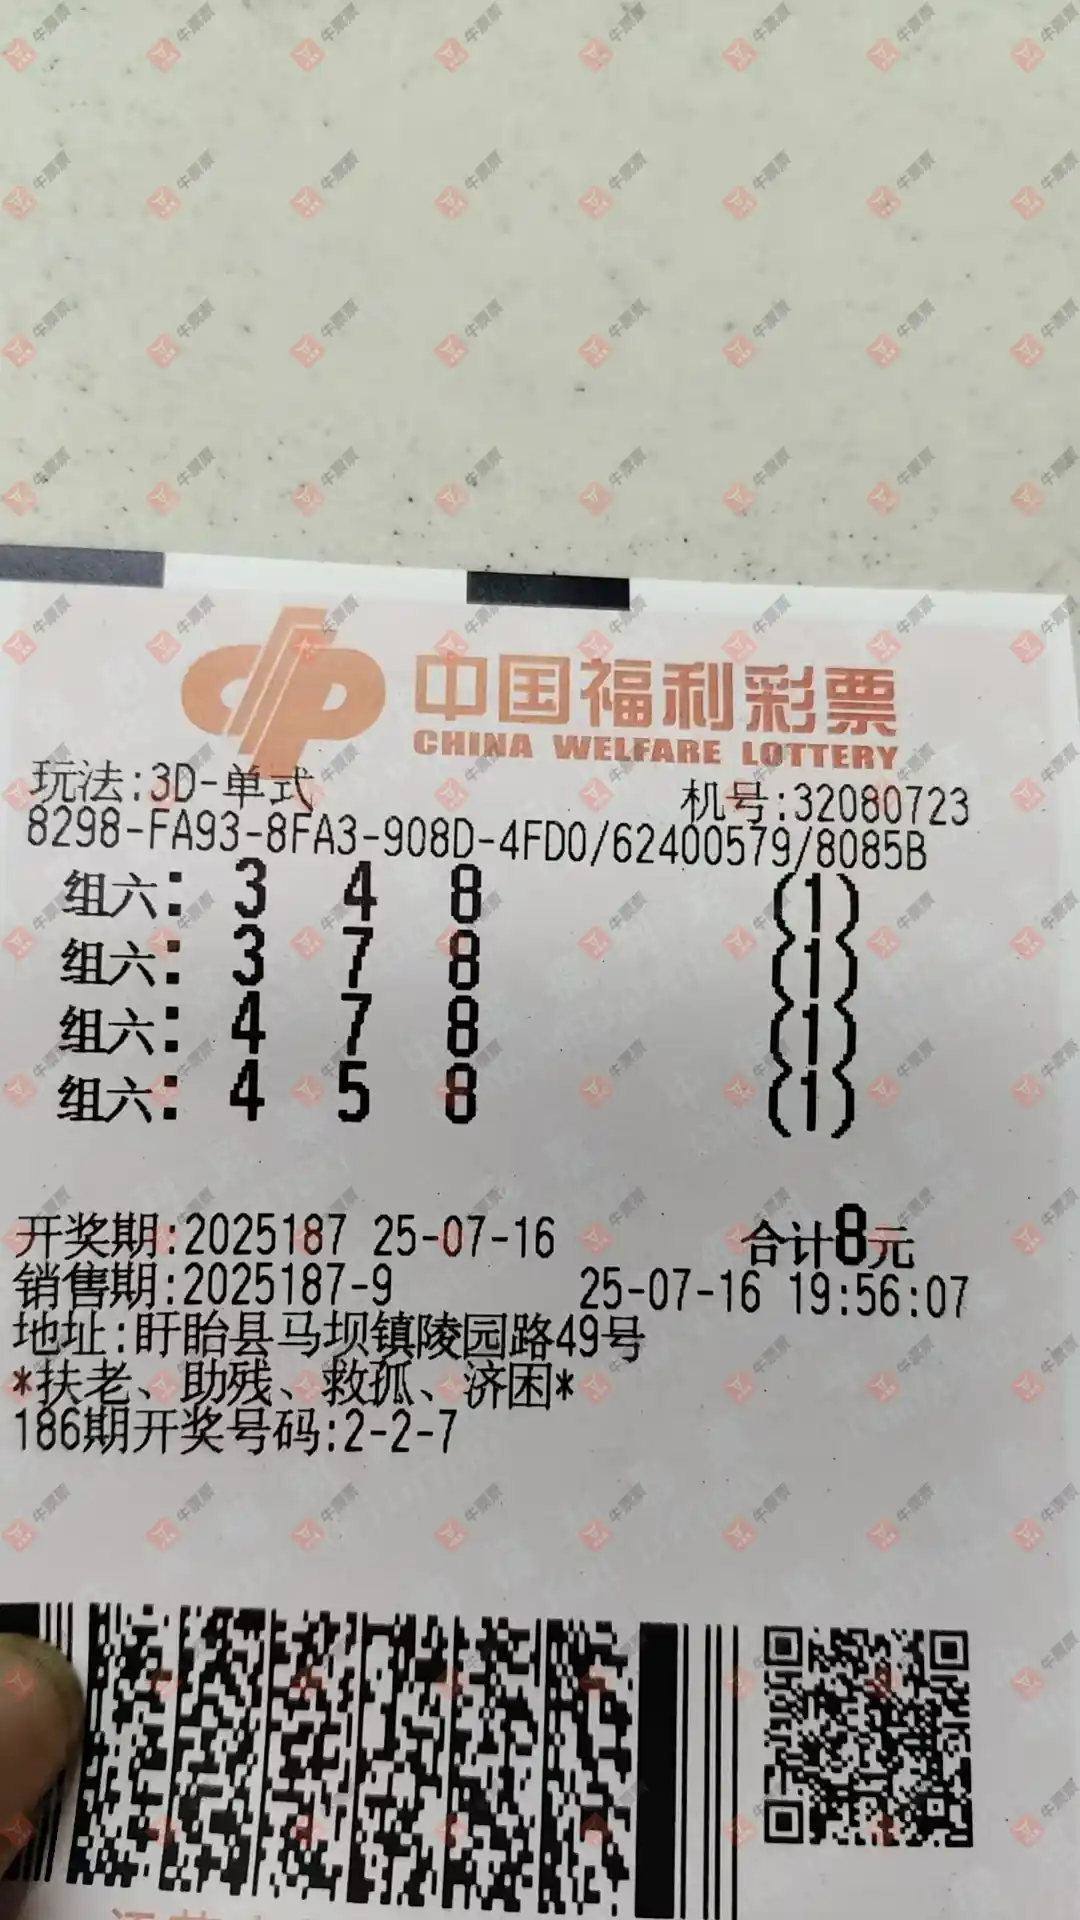 中国福利彩票
CHINA WELFARE LOTTERY
玩法:3D-单式
机号:32080723
8298-FA93-8FA3-908D-4FD0/62400579/8085B
组六: 3 4 8 (1)
组六: 3 7 8 (1)
组六: 4 7 8 (1)
组六: 4 5 8 (1)
开奖期:2025187 25-07-16 合计8元
销售期:2025187-9 25-07-16 19:56:07
地址:盱眙县马坝镇陵园路49号
*扶老、助残、救孤、济困*
186期开奖号码:2-2-7
牛票票